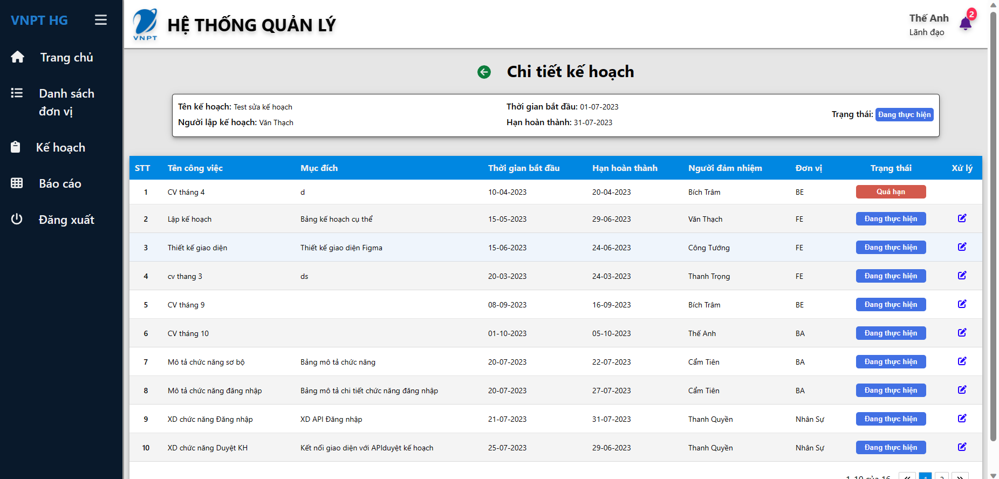 VNPT HG
Trang chủ
Danh sách
đơn vị
Kế hoạch
Báo cáo
Đăng xuất
VNPT
HỆ THỐNG QUẢN LÝ
Thế Anh
Lãnh đạo
2
Chi tiết kế hoạch
Tên kế hoạch: Test sửa kế hoạch
Người lập kế hoạch: Văn Thạch
Thời gian bắt đầu: 01-07-2023
Hạn hoàn thành: 31-07-2023
Trạng thái: Đang thực hiện
STT Tên công việc Mục đích Thời gian bắt đầu Hạn hoàn thành Người đảm nhiệm Đơn vị Trạng thái Xử lý
1 CV tháng 4 d 10-04-2023 20-04-2023 Bích Trâm BE Quá hạn
2 Lập kế hoạch Bảng kế hoạch cụ thể 15-05-2023 29-06-2023 Văn Thạch FE Đang thực hiện
3 Thiết kế giao diện Thiết kế giao diện Figma 15-06-2023 24-06-2023 Công Tướng FE Đang thực hiện
4 cv thang 3 ds 20-03-2023 24-03-2023 Thanh Trọng FE Đang thực hiện
5 CV tháng 9 08-09-2023 16-09-2023 Bích Trâm BE Đang thực hiện
6 CV tháng 10 01-10-2023 05-10-2023 Thế Anh BA Đang thực hiện
7 Mô tả chức năng sơ bộ Bảng mô tả chức năng 20-07-2023 22-07-2023 Cẩm Tiên BA Đang thực hiện
8 Mô tả chức năng đăng nhập Bảng mô tả chi tiết chức năng đăng nhập 20-07-2023 27-07-2023 Cẩm Tiên BA Đang thực hiện
9 XD chức năng Đăng nhập XD API Đăng nhập 21-07-2023 31-07-2023 Thanh Quyền Nhân Sự Đang thực hiện
10 XD chức năng Duyệt KH Kết nối giao diện với APIduyệt kế hoạch 25-07-2023 29-06-2023 Thanh Quyền Nhân Sự Đang thực hiện
1-10 của 16 « 1 2 »